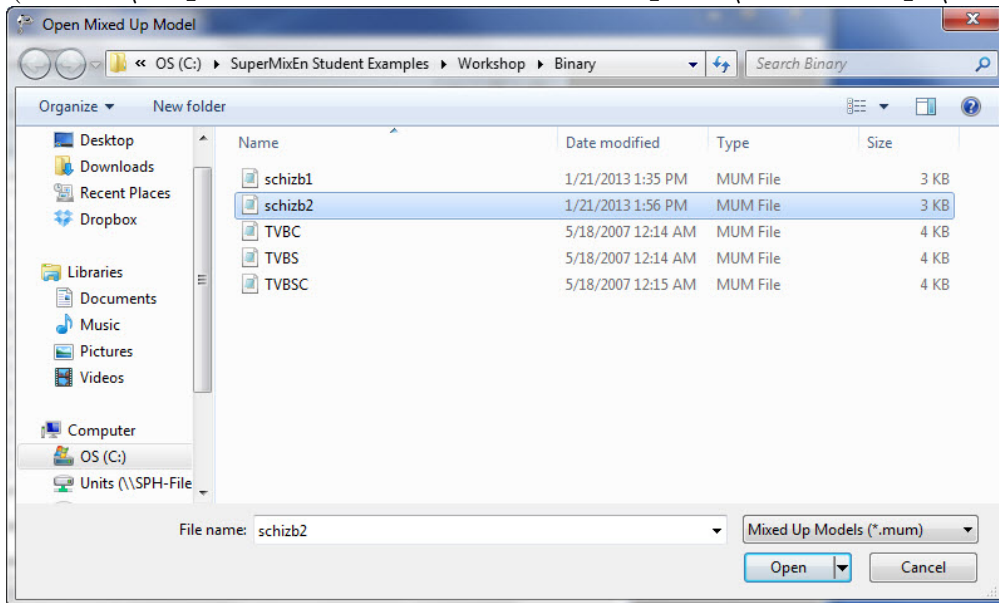 Open Mixed Up Model
« OS (C:) ▸ SuperMixEn Student Examples ▸ Workshop ▸ Binary
Search Binary
Organize ▾ New folder
Desktop
Downloads
Recent Places
Dropbox
Libraries
Documents
Music
Pictures
Videos
Computer
OS (C:)
Units (\\SPH-File
Name Date modified Type Size
schizb1 1/21/2013 1:35 PM MUM File 3 KB
schizb2 1/21/2013 1:56 PM MUM File 3 KB
TVBC 5/18/2007 12:14 AM MUM File 4 KB
TVBS 5/18/2007 12:14 AM MUM File 4 KB
TVBSC 5/18/2007 12:15 AM MUM File 4 KB
File name: schizb2
Mixed Up Models (*.mum)
Open Cancel